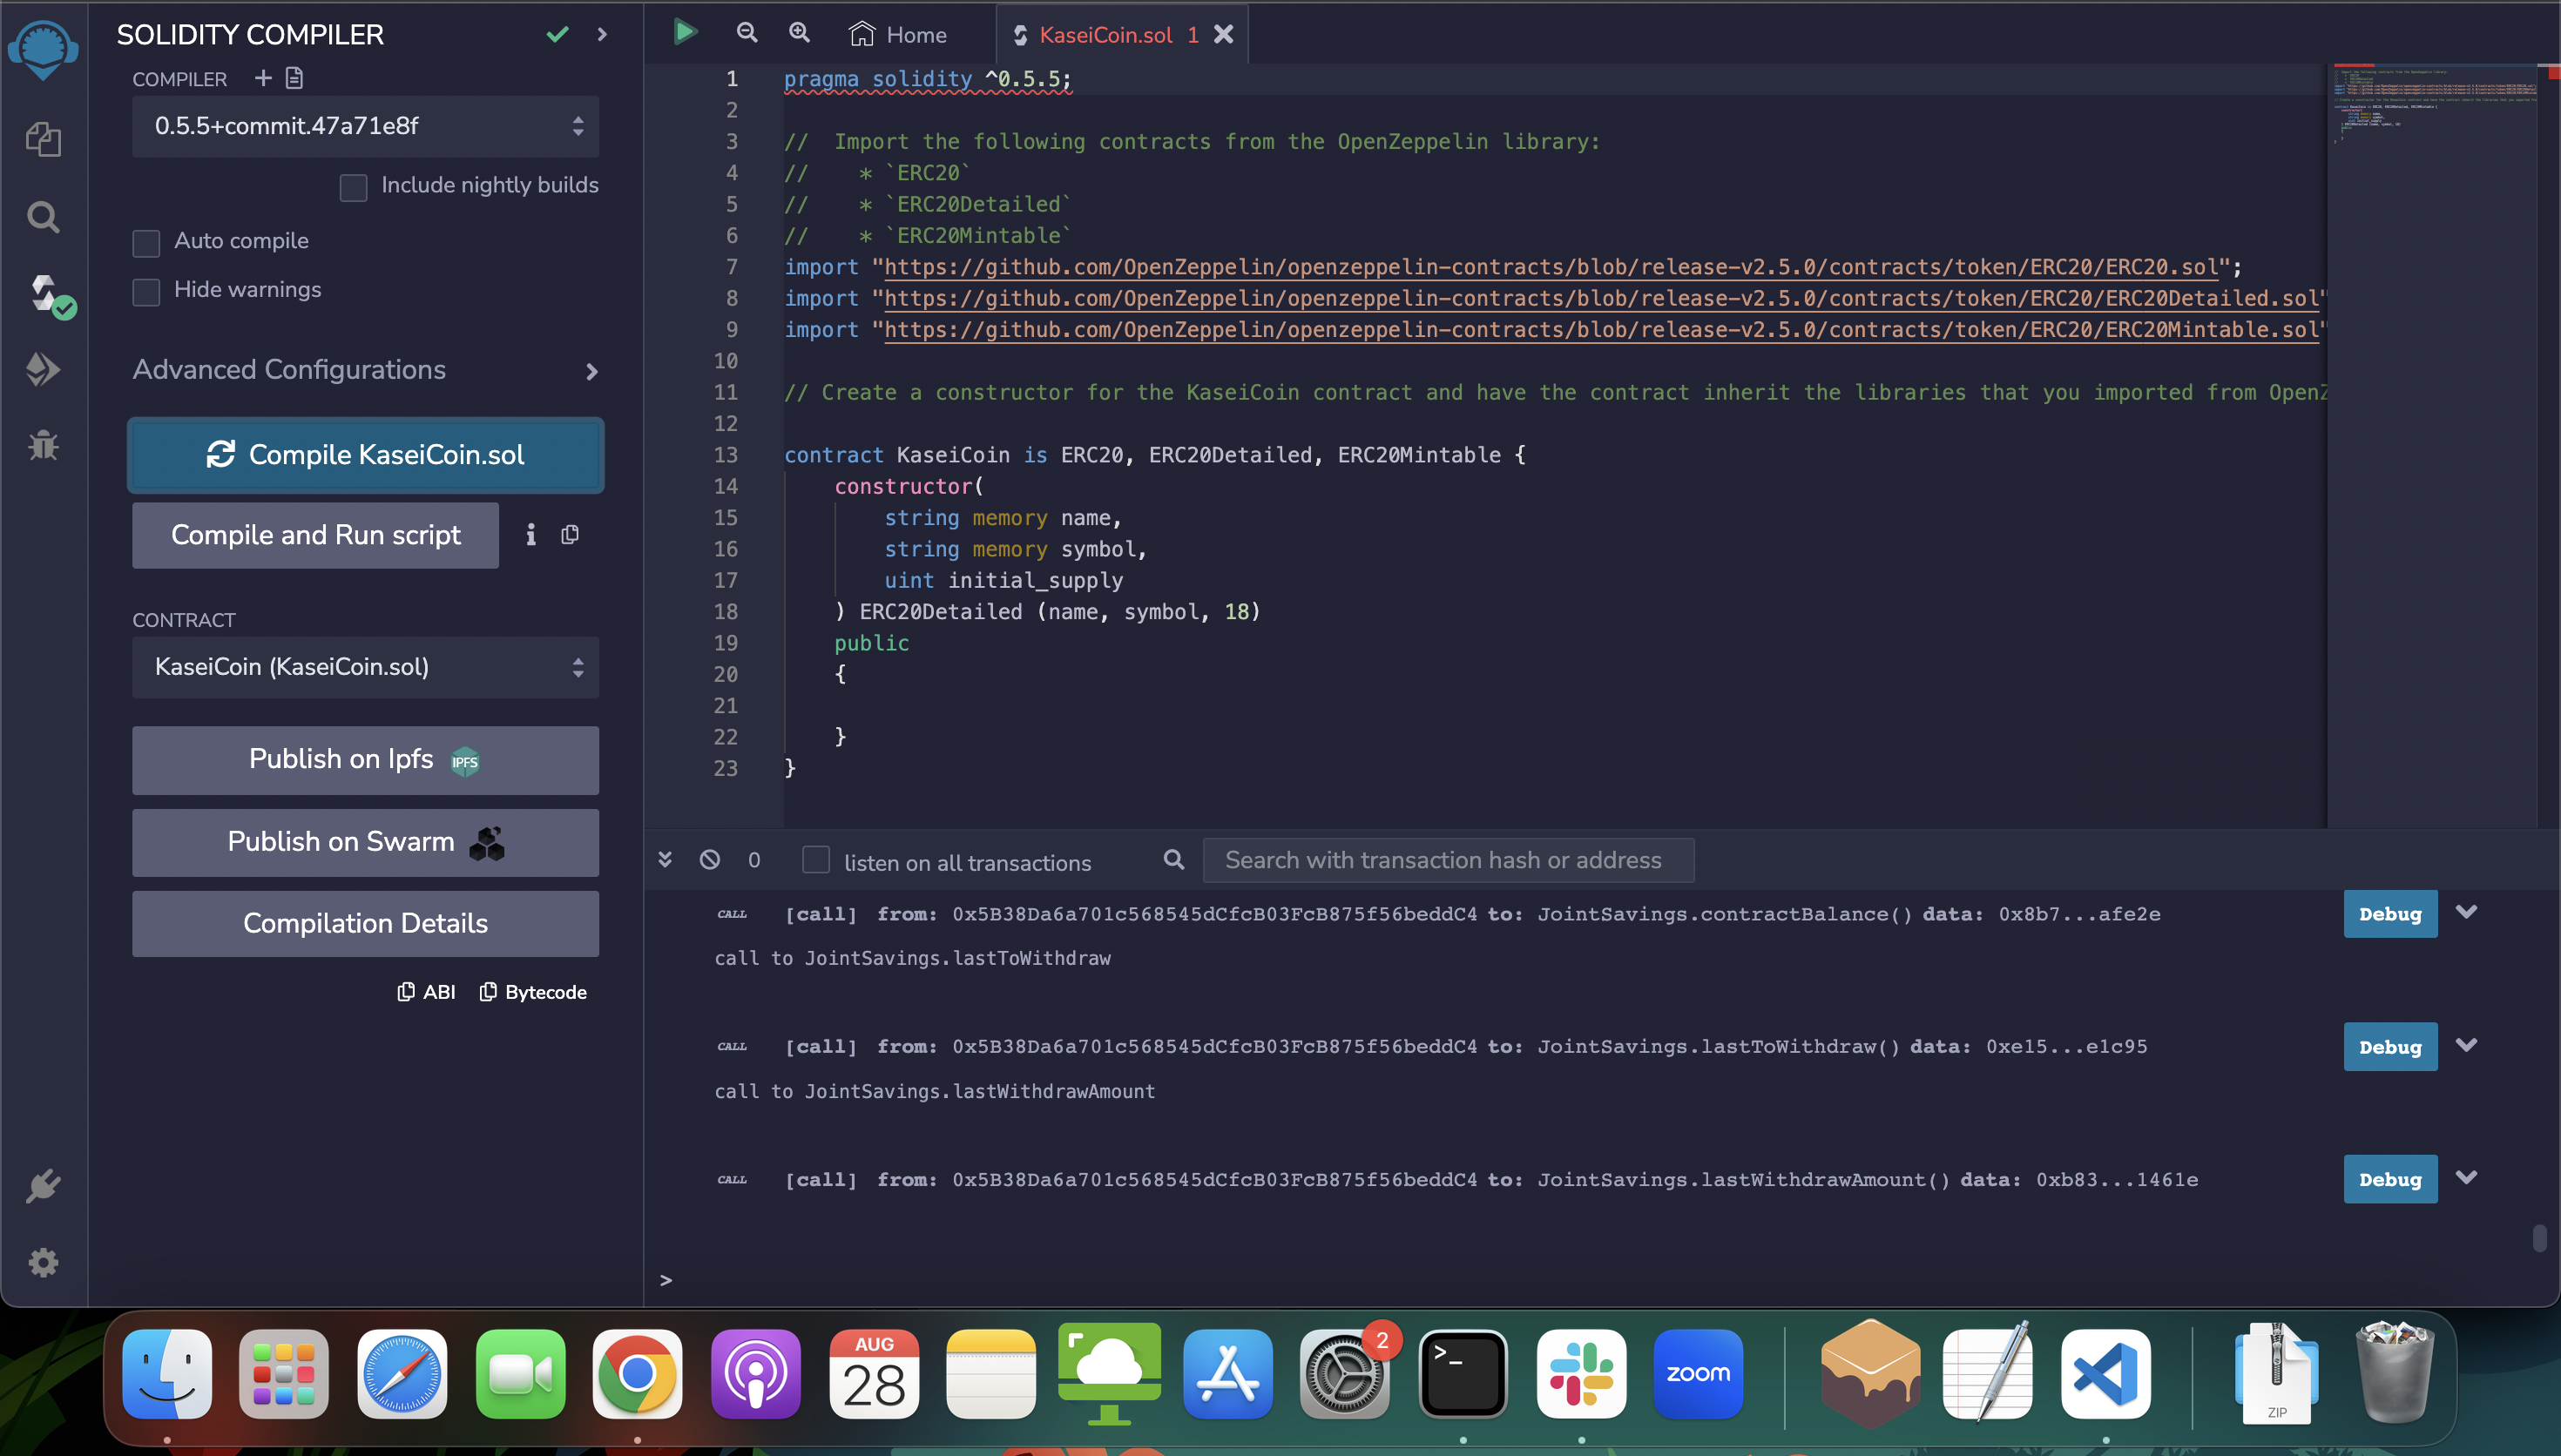 SOLIDITY COMPILER
COMPILER
0.5.5+commit.47a71e8f
Include nightly builds
Auto compile
Hide warnings
Advanced Configurations
Compile KaseiCoin.sol
Compile and Run script
CONTRACT
KaseiCoin (KaseiCoin.sol)
Publish on Ipfs IPFS
Publish on Swarm
Compilation Details
ABI Bytecode
Home KaseiCoin.sol 1
1 pragma solidity ^0.5.5;
2
3 //  Import the following contracts from the OpenZeppelin library:
4 //    * `ERC20`
5 //    * `ERC20Detailed`
6 //    * `ERC20Mintable`
7 import "https://github.com/OpenZeppelin/openzeppelin-contracts/blob/release-v2.5.0/contracts/token/ERC20/ERC20.sol";
8 import "https://github.com/OpenZeppelin/openzeppelin-contracts/blob/release-v2.5.0/contracts/token/ERC20/ERC20Detailed.sol"
9 import "https://github.com/OpenZeppelin/openzeppelin-contracts/blob/release-v2.5.0/contracts/token/ERC20/ERC20Mintable.sol"
10
11 // Create a constructor for the KaseiCoin contract and have the contract inherit the libraries that you imported from OpenZ
12
13 contract KaseiCoin is ERC20, ERC20Detailed, ERC20Mintable {
14     constructor(
15         string memory name,
16         string memory symbol,
17         uint initial_supply
18     ) ERC20Detailed (name, symbol, 18)
19     public
20     {
21
22     }
23 }
0 listen on all transactions Search with transaction hash or address
CALL [call] from: 0x5B38Da6a701c568545dCfcB03FcB875f56beddC4 to: JointSavings.contractBalance() data: 0x8b7...afe2e Debug
call to JointSavings.lastToWithdraw
CALL [call] from: 0x5B38Da6a701c568545dCfcB03FcB875f56beddC4 to: JointSavings.lastToWithdraw() data: 0xe15...e1c95 Debug
call to JointSavings.lastWithdrawAmount
CALL [call] from: 0x5B38Da6a701c568545dCfcB03FcB875f56beddC4 to: JointSavings.lastWithdrawAmount() data: 0xb83...1461e Debug
>
AUG
28
2
>_
zoom
ZIP